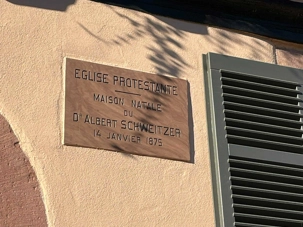 EGLISE PROTESTANTE
MAISON NATALE
DU
Dr ALBERT SCHWEITZER
14 JANVIER 1875